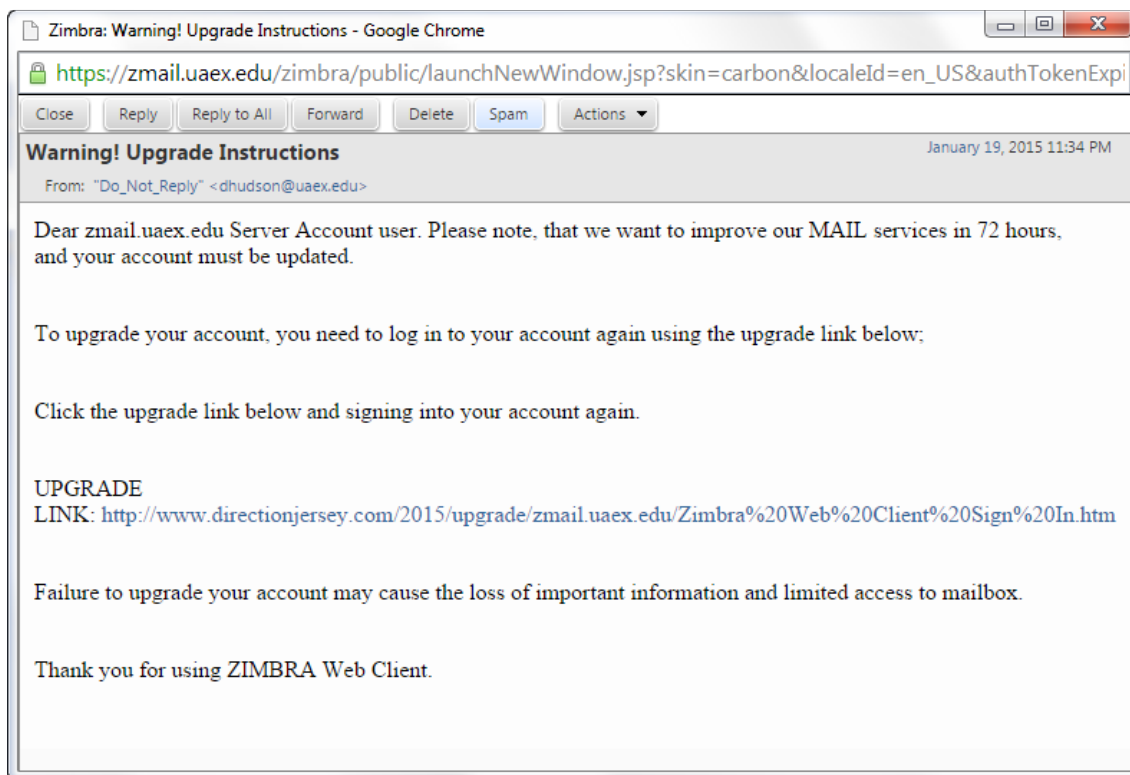 Zimbra: Warning! Upgrade Instructions - Google Chrome
https://zmail.uaex.edu/zimbra/public/launchNewWindow.jsp?skin=carbon&localeId=en_US&authTokenExpi
Close Reply Reply to All Forward Delete Spam Actions
Warning! Upgrade Instructions January 19, 2015 11:34 PM
From: "Do_Not_Reply" <dhudson@uaex.edu>
Dear zmail.uaex.edu Server Account user. Please note, that we want to improve our MAIL services in 72 hours,
and your account must be updated.
To upgrade your account, you need to log in to your account again using the upgrade link below;
Click the upgrade link below and signing into your account again.
UPGRADE
LINK: http://www.directionjersey.com/2015/upgrade/zmail.uaex.edu/Zimbra%20Web%20Client%20Sign%20In.htm
Failure to upgrade your account may cause the loss of important information and limited access to mailbox.
Thank you for using ZIMBRA Web Client.